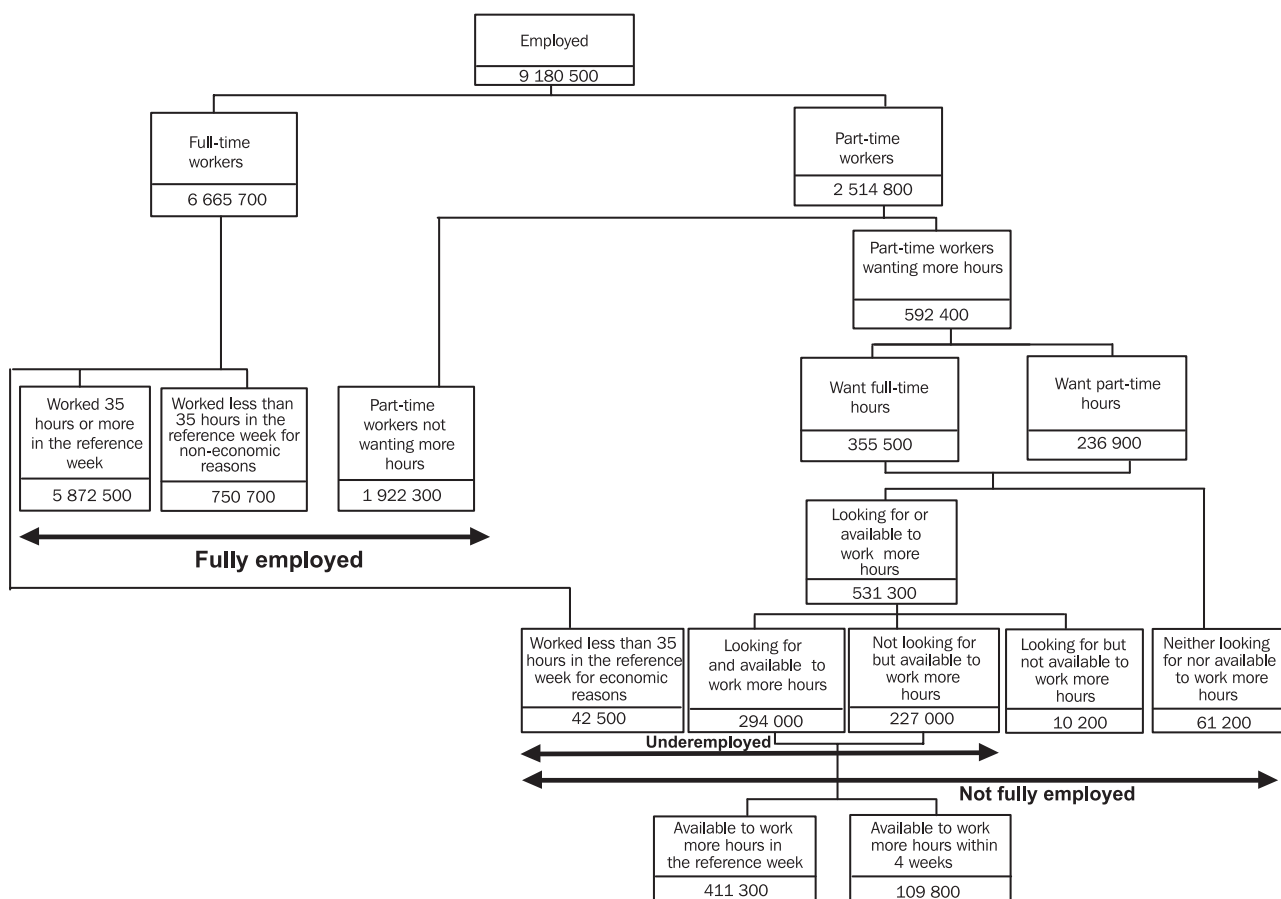 Employed
9 180 500
Full-time
workers
6 665 700
Part-time
workers
2 514 800
Part-time workers
wanting more hours
592 400
Worked 35
hours or more
in the reference
week
5 872 500
Worked less than
35 hours in the
reference week for
non-economic
reasons
750 700
Part-time
workers not
wanting more
hours
1 922 300
Want full-time
hours
355 500
Want part-time
hours
236 900
Fully employed
Looking for or
available to
work more
hours
531 300
Worked less than 35
hours in the reference
week for economic
reasons
42 500
Looking for
and available to
work more hours
294 000
Not looking for
but available to
work more
hours
227 000
Looking for but
not available to
work more
hours
10 200
Neither looking
for nor available
to work more
hours
61 200
Underemployed
Not fully employed
Available to work
more hours in
the reference week
411 300
Available to work
more hours within
4 weeks
109 800